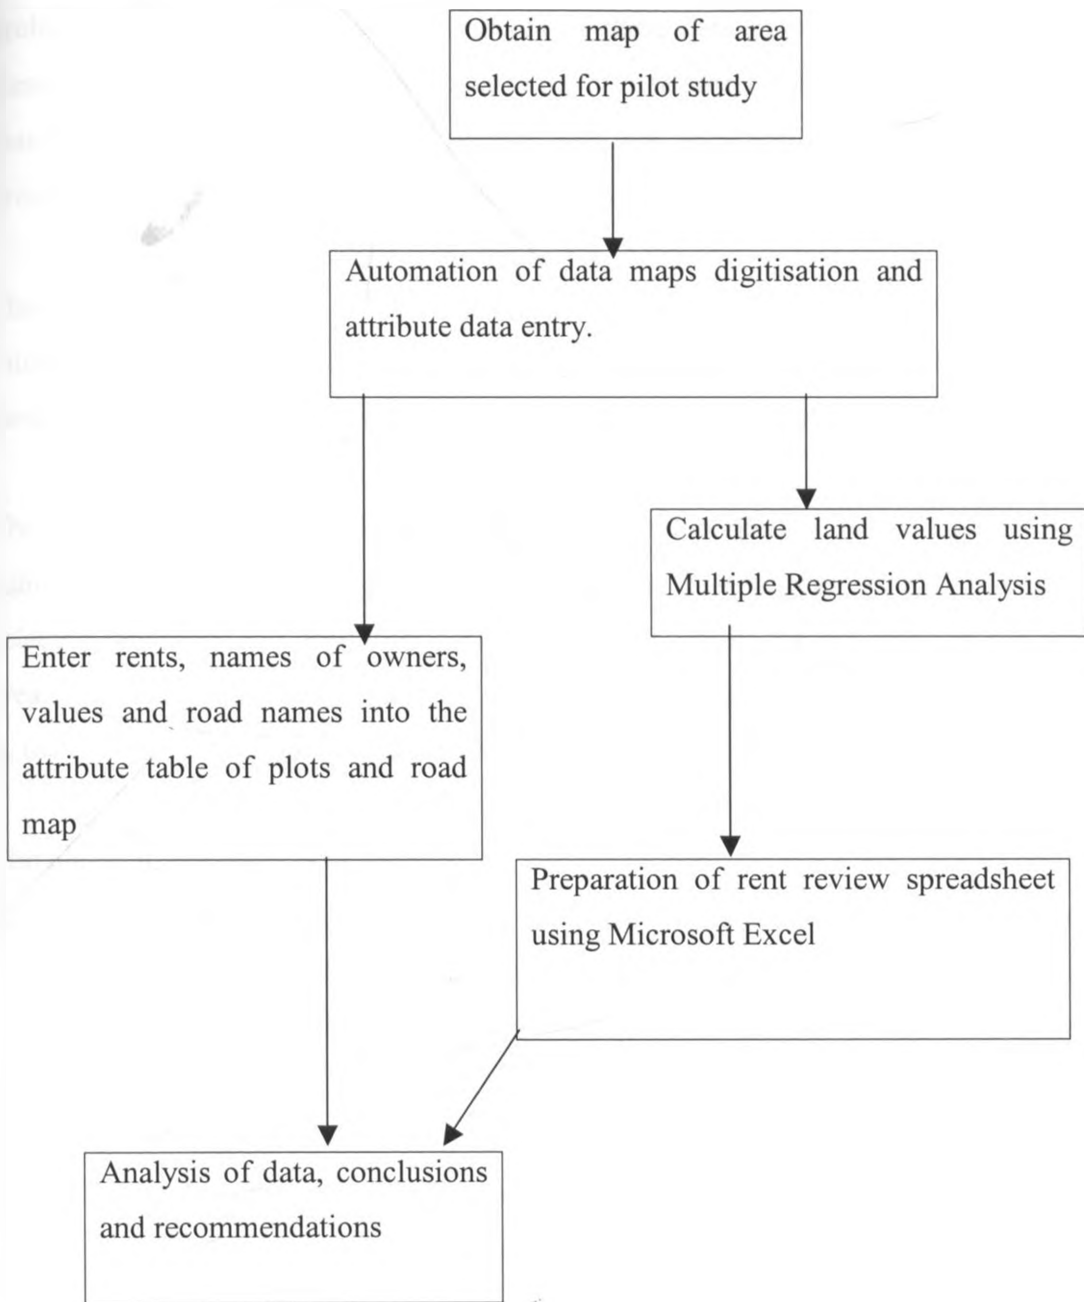 Obtain map of area
selected for pilot study
Automation of data maps digitisation and
attribute data entry.
Calculate land values using
Multiple Regression Analysis
Enter rents, names of owners,
values and road names into the
attribute table of plots and road
map
Preparation of rent review spreadsheet
using Microsoft Excel
Analysis of data, conclusions
and recommendations